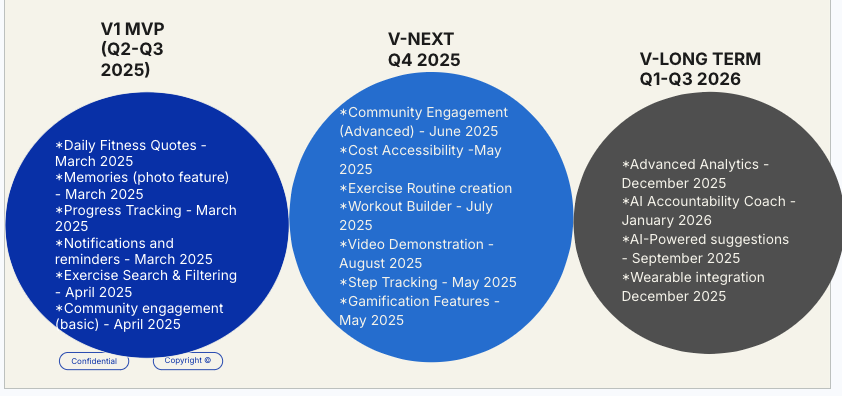 V1 MVP
(Q2-Q3
2025)
*Daily Fitness Quotes -
March 2025
*Memories (photo feature)
- March 2025
*Progress Tracking - March
2025
*Notifications and
reminders - March 2025
*Exercise Search & Filtering
- April 2025
*Community engagement
(basic) - April 2025
Confidential
Copyright ©
V-NEXT
Q4 2025
*Community Engagement
(Advanced) - June 2025
*Cost Accessibility -May
2025
*Exercise Routine creation
*Workout Builder - July
2025
*Video Demonstration -
August 2025
*Step Tracking - May 2025
*Gamification Features -
May 2025
V-LONG TERM
Q1-Q3 2026
*Advanced Analytics -
December 2025
*AI Accountability Coach -
January 2026
*AI-Powered suggestions
- September 2025
*Wearable integration
December 2025